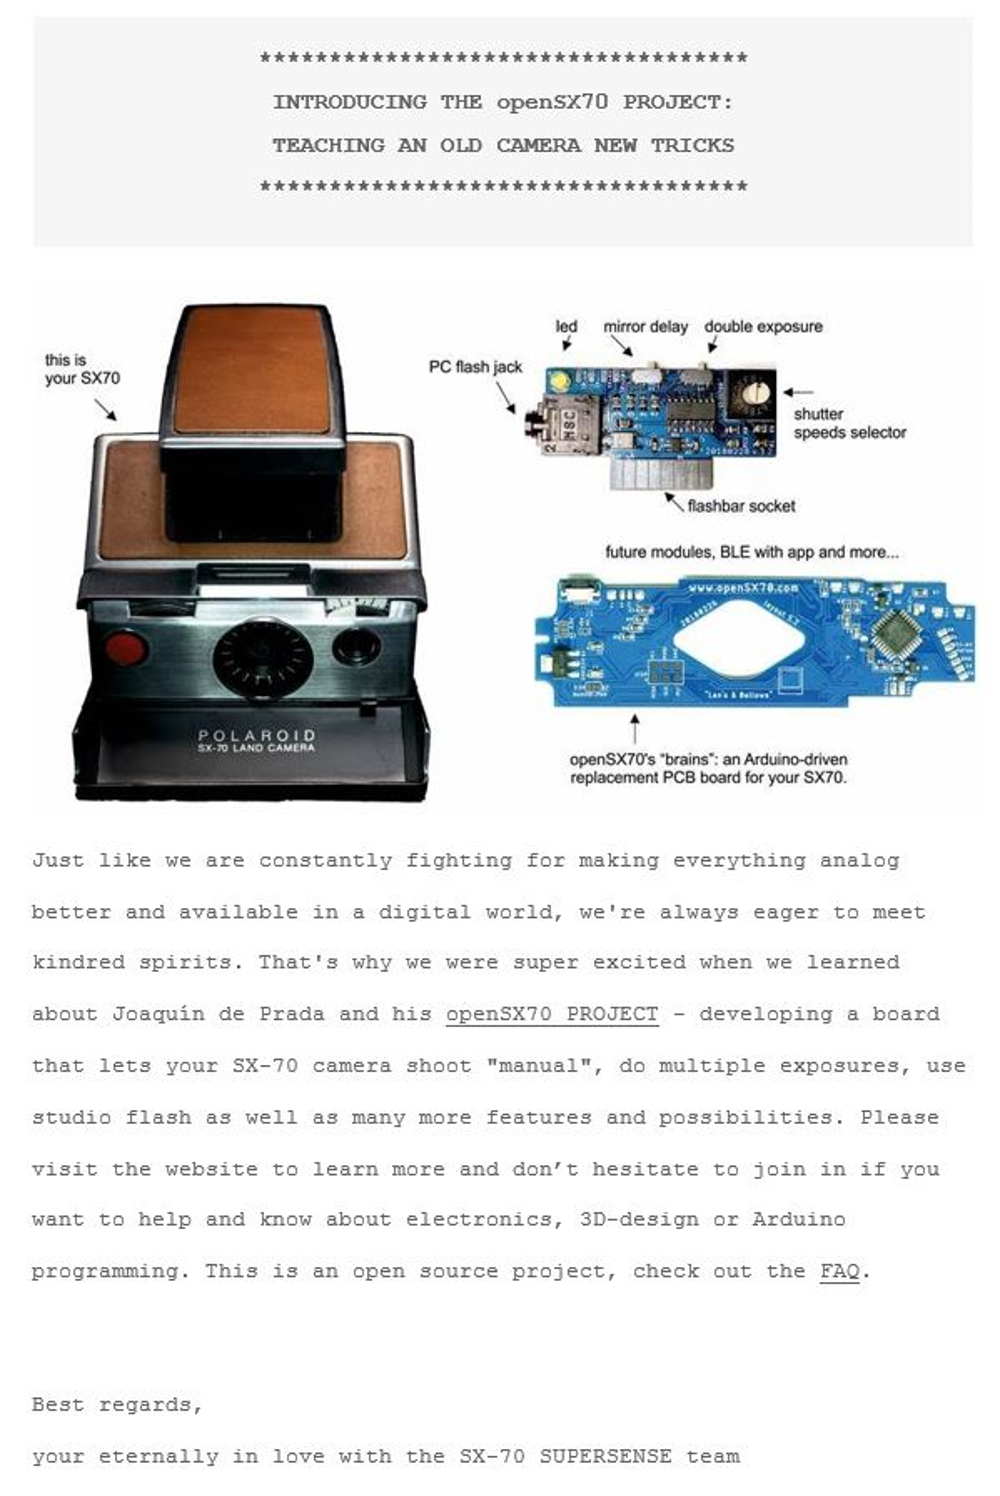 ***********************************
INTRODUCING THE openSX70 PROJECT:
TEACHING AN OLD CAMERA NEW TRICKS
***********************************
this is
your SX70
POLAROID
SX-70 LAND CAMERA
led
mirror delay
double exposure
PC flash jack
shutter
speeds selector
flashbar socket
future modules, BLE with app and more...
www.openSX70.com
openSX70's "brains": an Arduino-driven
replacement PCB board for your SX70.
Just like we are constantly fighting for making everything analog
better and available in a digital world, we're always eager to meet
kindred spirits. That's why we were super excited when we learned
about Joaquín de Prada and his openSX70 PROJECT – developing a board
that lets your SX-70 camera shoot "manual", do multiple exposures, use
studio flash as well as many more features and possibilities. Please
visit the website to learn more and don’t hesitate to join in if you
want to help and know about electronics, 3D-design or Arduino
programming. This is an open source project, check out the FAQ.
Best regards,
your eternally in love with the SX-70 SUPERSENSE team